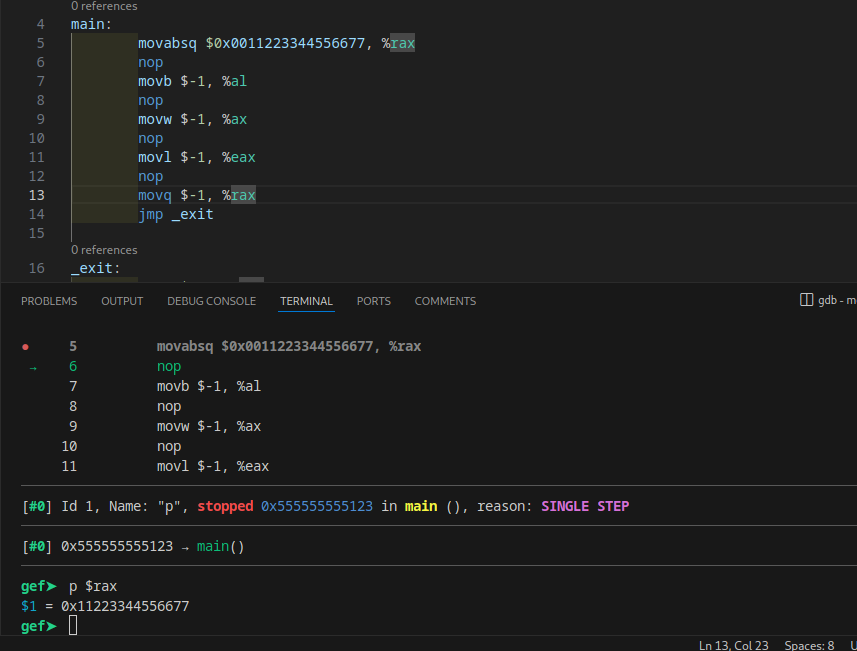 0 references
4 main:
5 movabsq $0x0011223344556677, %rax
6 nop
7 movb $-1, %al
8 nop
9 movw $-1, %ax
10 nop
11 movl $-1, %eax
12 nop
13 movq $-1, %rax
14 jmp _exit
15
0 references
16 _exit:
PROBLEMS OUTPUT DEBUG CONSOLE TERMINAL PORTS COMMENTS gdb - m
● 5 movabsq $0x0011223344556677, %rax
→ 6 nop
7 movb $-1, %al
8 nop
9 movw $-1, %ax
10 nop
11 movl $-1, %eax
[#0] Id 1, Name: "p", stopped 0x555555555123 in main (), reason: SINGLE STEP
[#0] 0x555555555123 → main()
gef➤ p $rax
$1 = 0x11223344556677
gef➤
Ln 13, Col 23 Spaces: 8 U